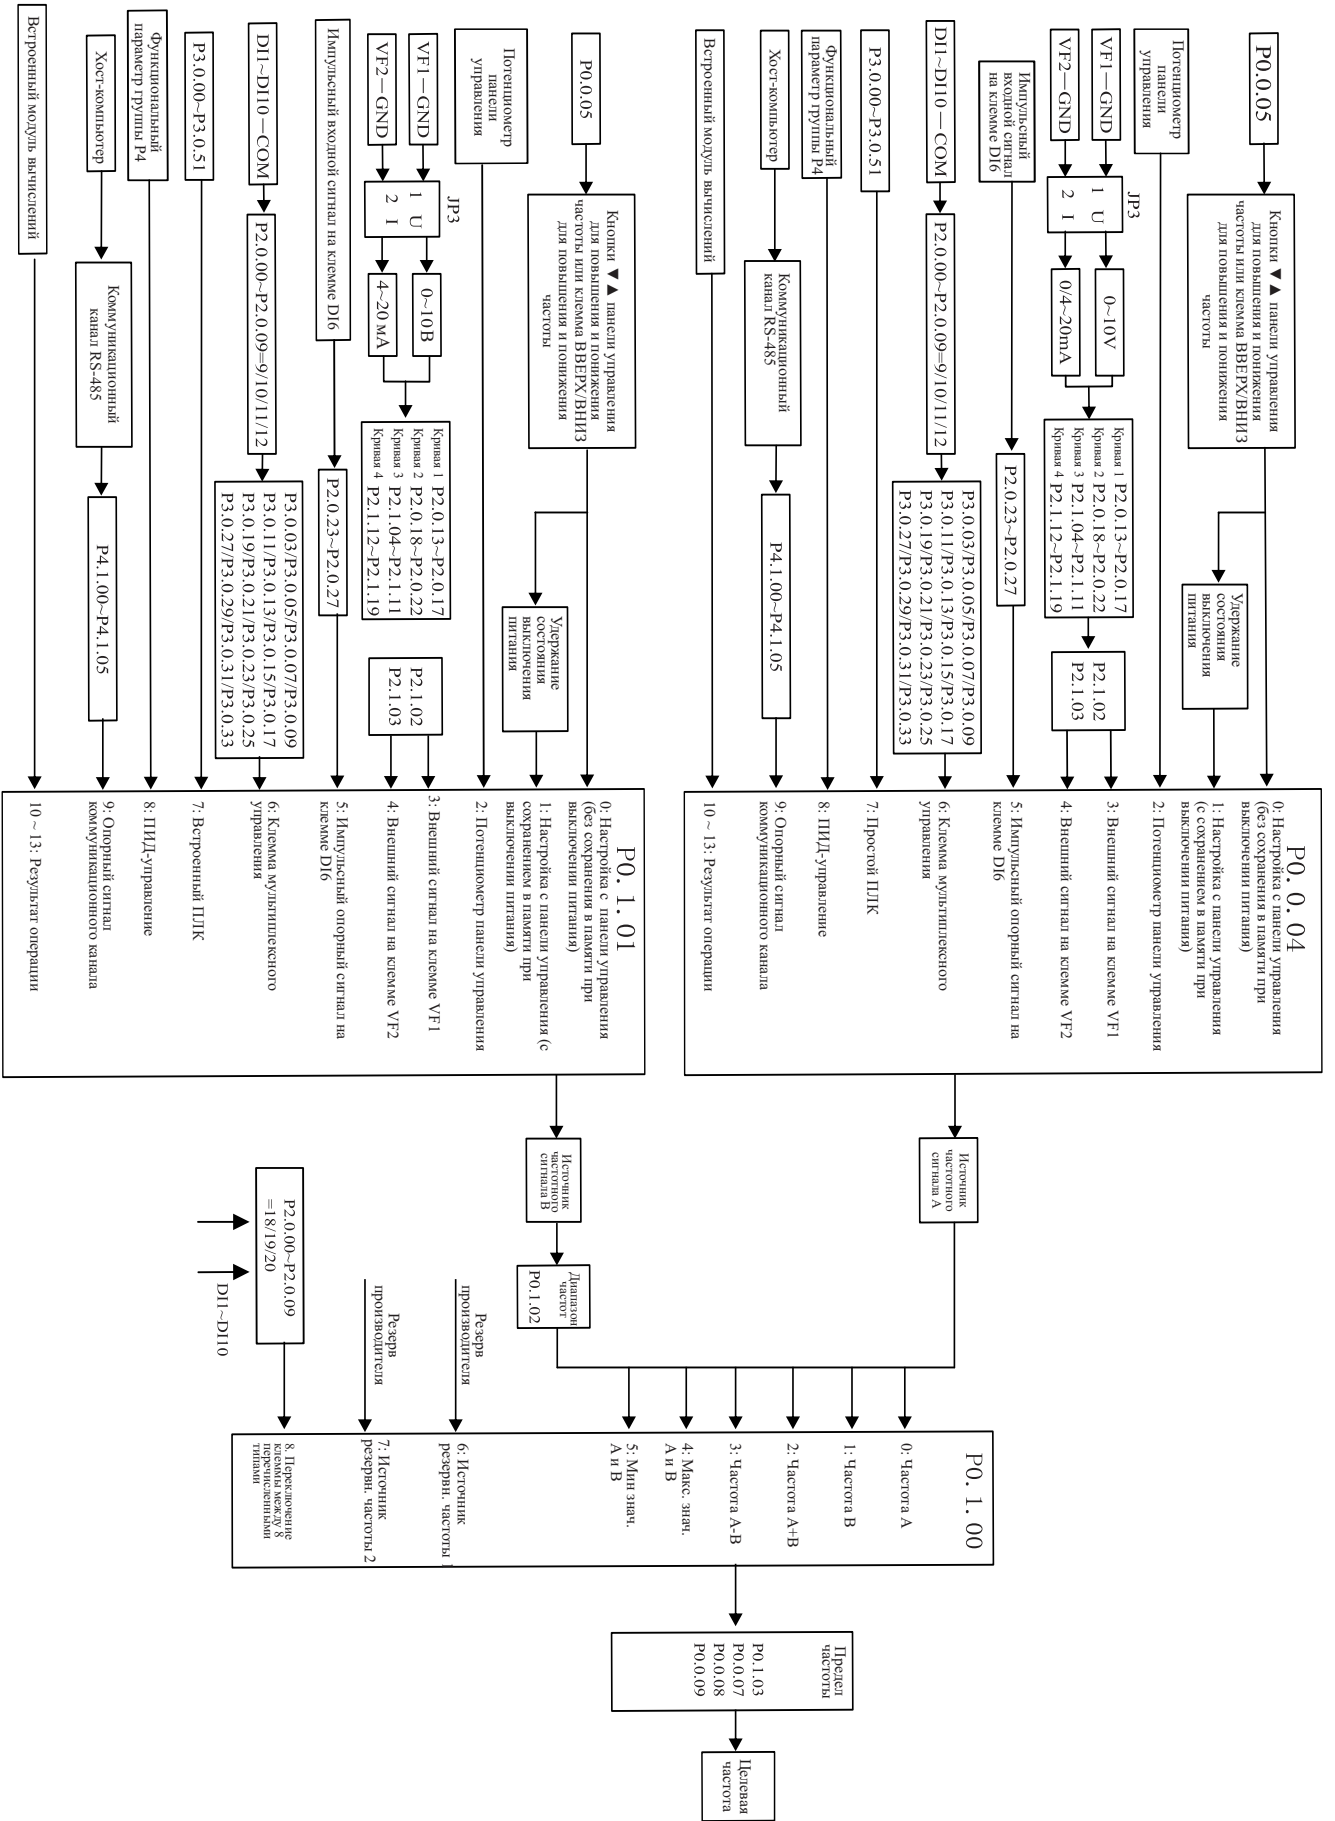 P0.0.05
Кнопки ▼ ▲ панели управления
для повышения и понижения
частоты или клемма ВВЕРХ/ВНИЗ
для повышения и понижения
частоты
Удержание
состояния
выключения
питания
Потенциометр
панели
управления
VF1—GND
VF2—GND
JP3
1 U
2 I
0~10V
0/4~20mA
Кривая 1 P2.0.13~P2.0.17
Кривая 2 P2.0.18~P2.0.22
Кривая 3 P2.1.04~P2.1.11
Кривая 4 P2.1.12~P2.1.19
P2.1.02
P2.1.03
Импульсный
входной сигнал
на клемме DI6
P2.0.23~P2.0.27
DI1~DI10—COM
P2.0.00~P2.0.09=9/10/11/12
P3.0.03/P3.0.05/P3.0.07/P3.0.09
P3.0.11/P3.0.13/P3.0.15/P3.0.17
P3.0.19/P3.0.21/P3.0.23/P3.0.25
P3.0.27/P3.0.29/P3.0.31/P3.0.33
P3.0.00~P3.0.51
Функциональный
параметр группы P4
Хост-компьютер
Коммуникационный
канал RS-485
P4.1.00~P4.1.05
Встроенный модуль вычислений
P0. 0. 04
0: Настройка с панели управления
(без сохранения в памяти при
выключении питания)
1: Настройка с панели управления
(с сохранением в памяти при
выключении питания)
2: Потенциометр панели управления
3: Внешний сигнал на клемме VF1
4: Внешний сигнал на клемме VF2
5: Импульсный опорный сигнал на
клемме DI6
6: Клемма мультиплексного
управления
7: Простой ПЛК
8: ПИД-управление
9: Опорный сигнал
коммуникационного канала
10 ~ 13: Результат операции
Источник
частотного
сигнала A
P0.0.05
Кнопки ▼ ▲ панели управления
для повышения и понижения
частоты или клемма ВВЕРХ/ВНИЗ
для повышения и понижения
частоты
Удержание
состояния
выключения
питания
Потенциометр
панели
управления
VF1—GND
VF2—GND
JP3
1 U
2 I
0~10В
4~20 мА
Кривая 1 P2.0.13~P2.0.17
Кривая 2 P2.0.18~P2.0.22
Кривая 3 P2.1.04~P2.1.11
Кривая 4 P2.1.12~P2.1.19
P2.1.02
P2.1.03
Импульсный входной сигнал на клемме DI6
P2.0.23~P2.0.27
DI1~DI10—COM
P2.0.00~P2.0.09=9/10/11/12
P3.0.03/P3.0.05/P3.0.07/P3.0.09
P3.0.11/P3.0.13/P3.0.15/P3.0.17
P3.0.19/P3.0.21/P3.0.23/P3.0.25
P3.0.27/P3.0.29/P3.0.31/P3.0.33
P3.0.00~P3.0.51
Функциональный
параметр группы P4
Хост-компьютер
Коммуникационный
канал RS-485
P4.1.00~P4.1.05
Встроенный модуль вычислений
P0. 1. 01
0: Настройка с панели управления
(без сохранения в памяти при
выключении питания)
1: Настройка с панели управления (с
сохранением в памяти при
выключении питания)
2: Потенциометр панели управления
3: Внешний сигнал на клемме VF1
4: Внешний сигнал на клемме VF2
5: Импульсный опорный сигнал на
клемме DI6
6: Клемма мультиплексного
управления
7: Встроенный ПЛК
8: ПИД-управление
9: Опорный сигнал
коммуникационного канала
10 ~ 13: Результат операции
Источник
частотного
сигнала B
Диапазон
частот
P0.1.02
Резерв
производителя
Резерв
производителя
P2.0.00~P2.0.09
=18/19/20
DI1~DI10
P0. 1. 00
0: Частота A
1: Частота B
2: Частота A+B
3: Частота A-B
4: Макс. знач.
A и B
5: Мин знач.
A и B
6: Источник
резервн. частоты 1
7: Источник
резервн. частоты 2
8. Переключение
клеммы между 8
перечисленными
типами
Предел
частоты
P0.1.03
P0.0.07
P0.0.08
P0.0.09
Целевая
частота